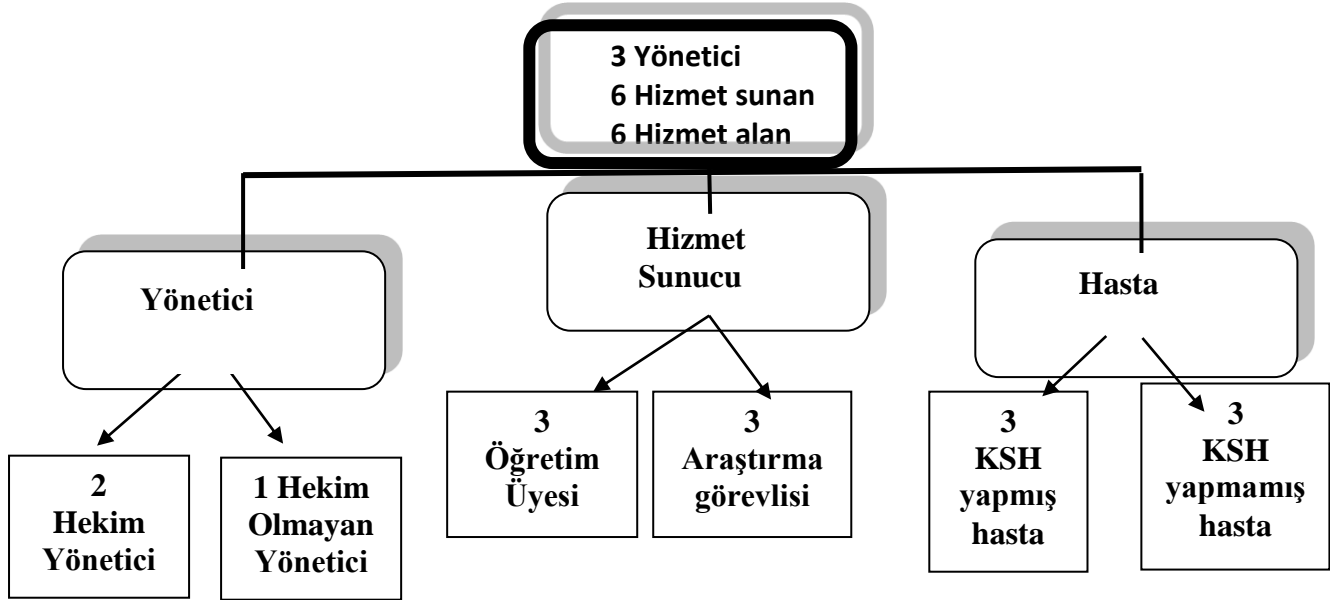 3 Yönetici
6 Hizmet sunan
6 Hizmet alan
Yönetici
Hizmet
Sunucu
Hasta
2
Hekim
Yönetici
1 Hekim
Olmayan
Yönetici
3
Öğretim
Üyesi
3
Araştırma
görevlisi
3
KSH
yapmış
hasta
3
KSH
yapmamış
hasta